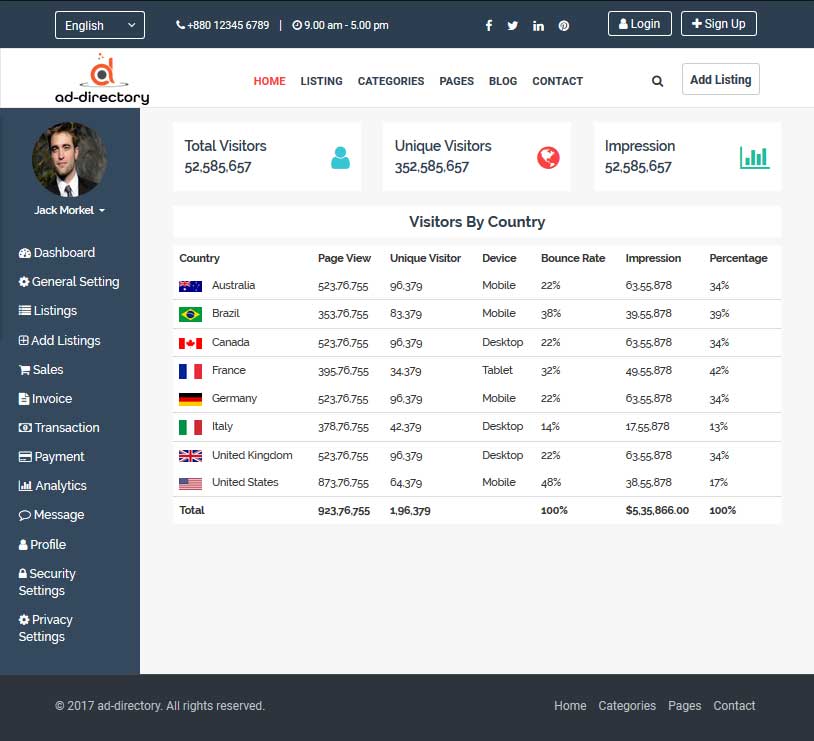 English
+880 12345 6789 | 9.00 am - 5.00 pm
Login
Sign Up
ad-directory
HOME LISTING CATEGORIES PAGES BLOG CONTACT
Add Listing
Jack Morkel
Dashboard
General Setting
Listings
Add Listings
Sales
Invoice
Transaction
Payment
Analytics
Message
Profile
Security
Settings
Privacy
Settings
Total Visitors
52,585,657
Unique Visitors
352,585,657
Impression
52,585,657
Visitors By Country
Country Page View Unique Visitor Device Bounce Rate Impression Percentage
Australia 523,76,755 96,379 Mobile 22% 63,55,878 34%
Brazil 353,76,755 83,379 Mobile 38% 39,55,878 39%
Canada 523,76,755 96,379 Desktop 22% 63,55,878 34%
France 395,76,755 34,379 Tablet 32% 49,55,878 42%
Germany 523,76,755 96,379 Mobile 22% 63,55,878 34%
Italy 378,76,755 42,379 Desktop 14% 17,55,878 13%
United Kingdom 523,76,755 96,379 Desktop 22% 63,55,878 34%
United States 873,76,755 64,379 Mobile 48% 38,55,878 17%
Total 923,76,755 1,96,379 100% $5,35,866.00 100%
© 2017 ad-directory. All rights reserved.
Home Categories Pages Contact